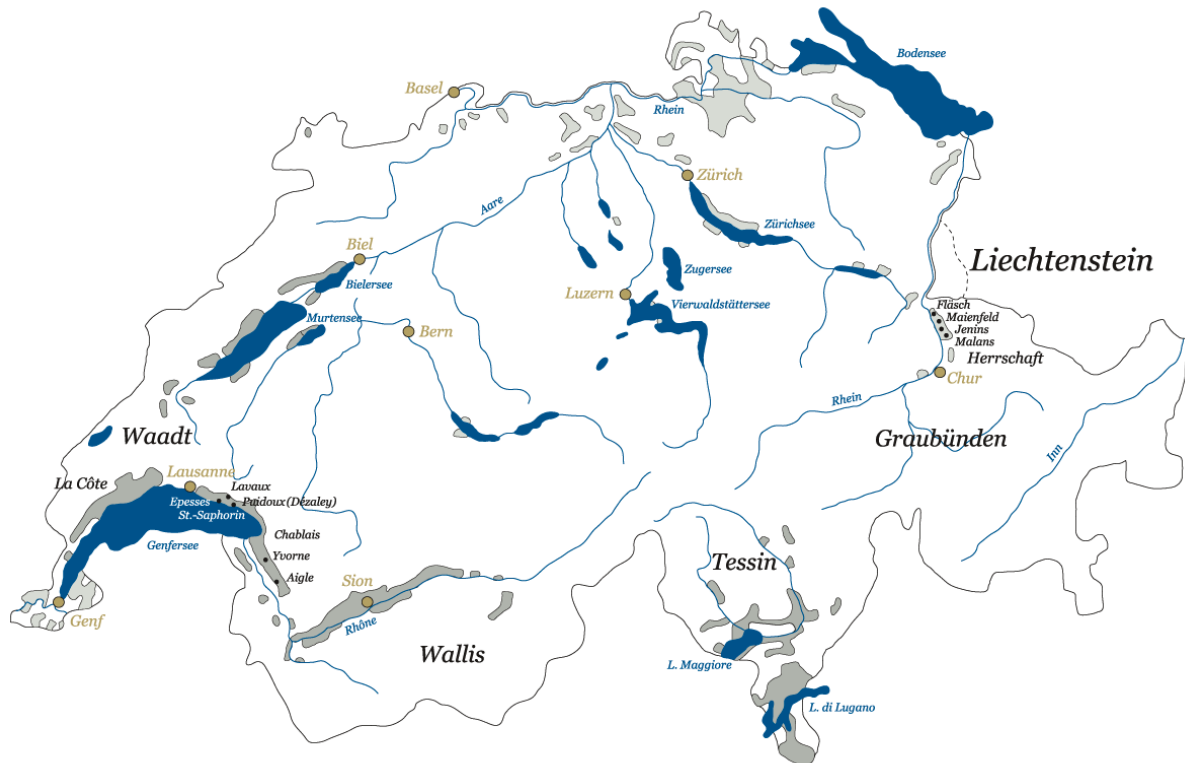 Bodensee
Basel
Rhein
Zürich
Aare
Zürichsee
Biel
Liechtenstein
Zugersee
Bielersee
Luzern
Vierwaldstättersee
Fläsch
Murtensee
Maienfeld
Bern
Jenins
Malans
Herrschaft
Chur
Rhein
Waadt
Graubünden
Inn
Lausanne
La Côte
Lavaux
Epesses
Puidoux (Dézaley)
St.-Saphorin
Chablais
Genfersee
Yvorne
Tessin
Aigle
Sion
Genf
Rhône
Wallis
L. Maggiore
L. di Lugano